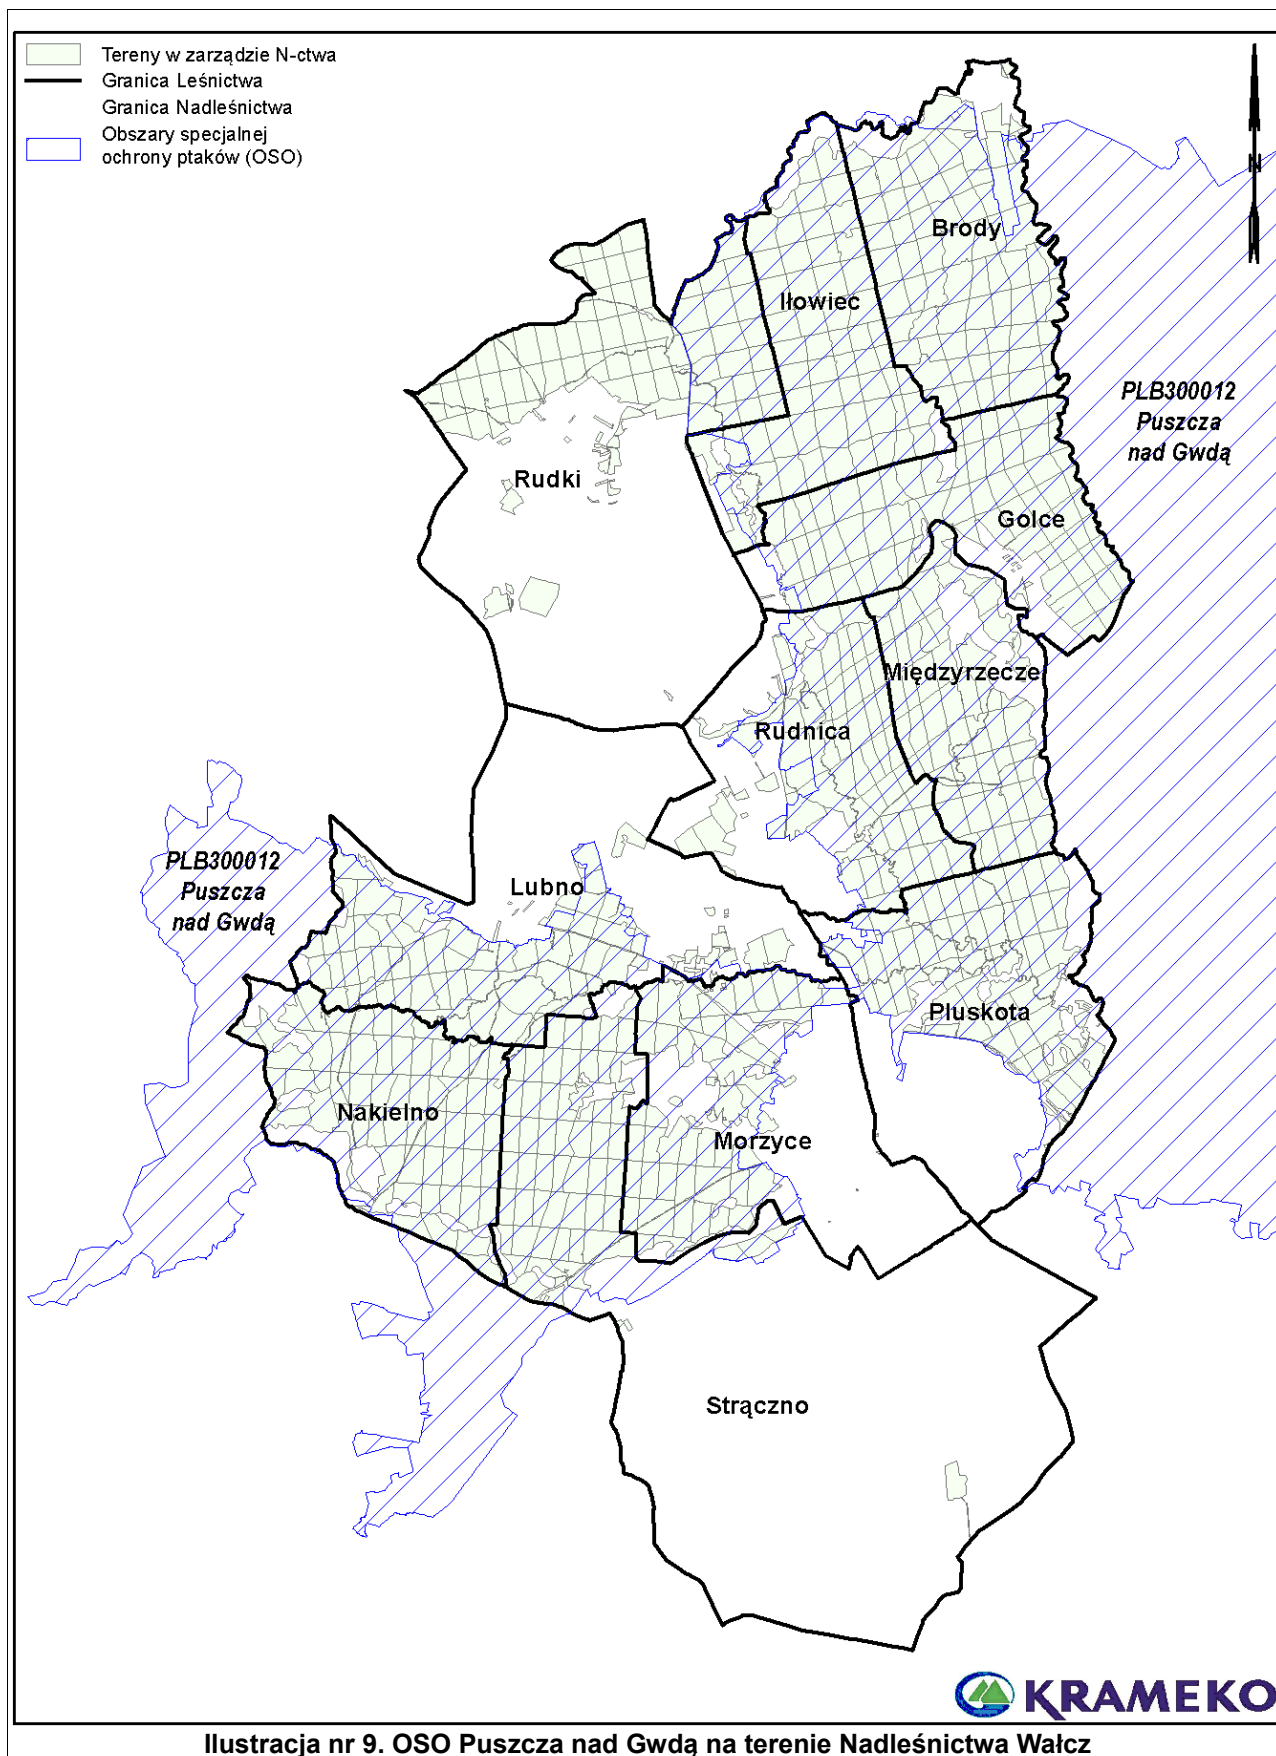 Tereny w zarządzie N-ctwa
Granica Leśnictwa
Granica Nadleśnictwa
Obszary specjalnej
ochrony ptaków (OSO)
N
Brody
Iłowiec
PLB300012
Puszcza
nad Gwdą
Rudki
Golce
Międzyrzecze
Rudnica
PLB300012
Puszcza
nad Gwdą
Lubno
Pluskota
Nakielno
Morzyce
Strączno
KRAMEKO
Ilustracja nr 9. OSO Puszcza nad Gwdą na terenie Nadleśnictwa Wałcz